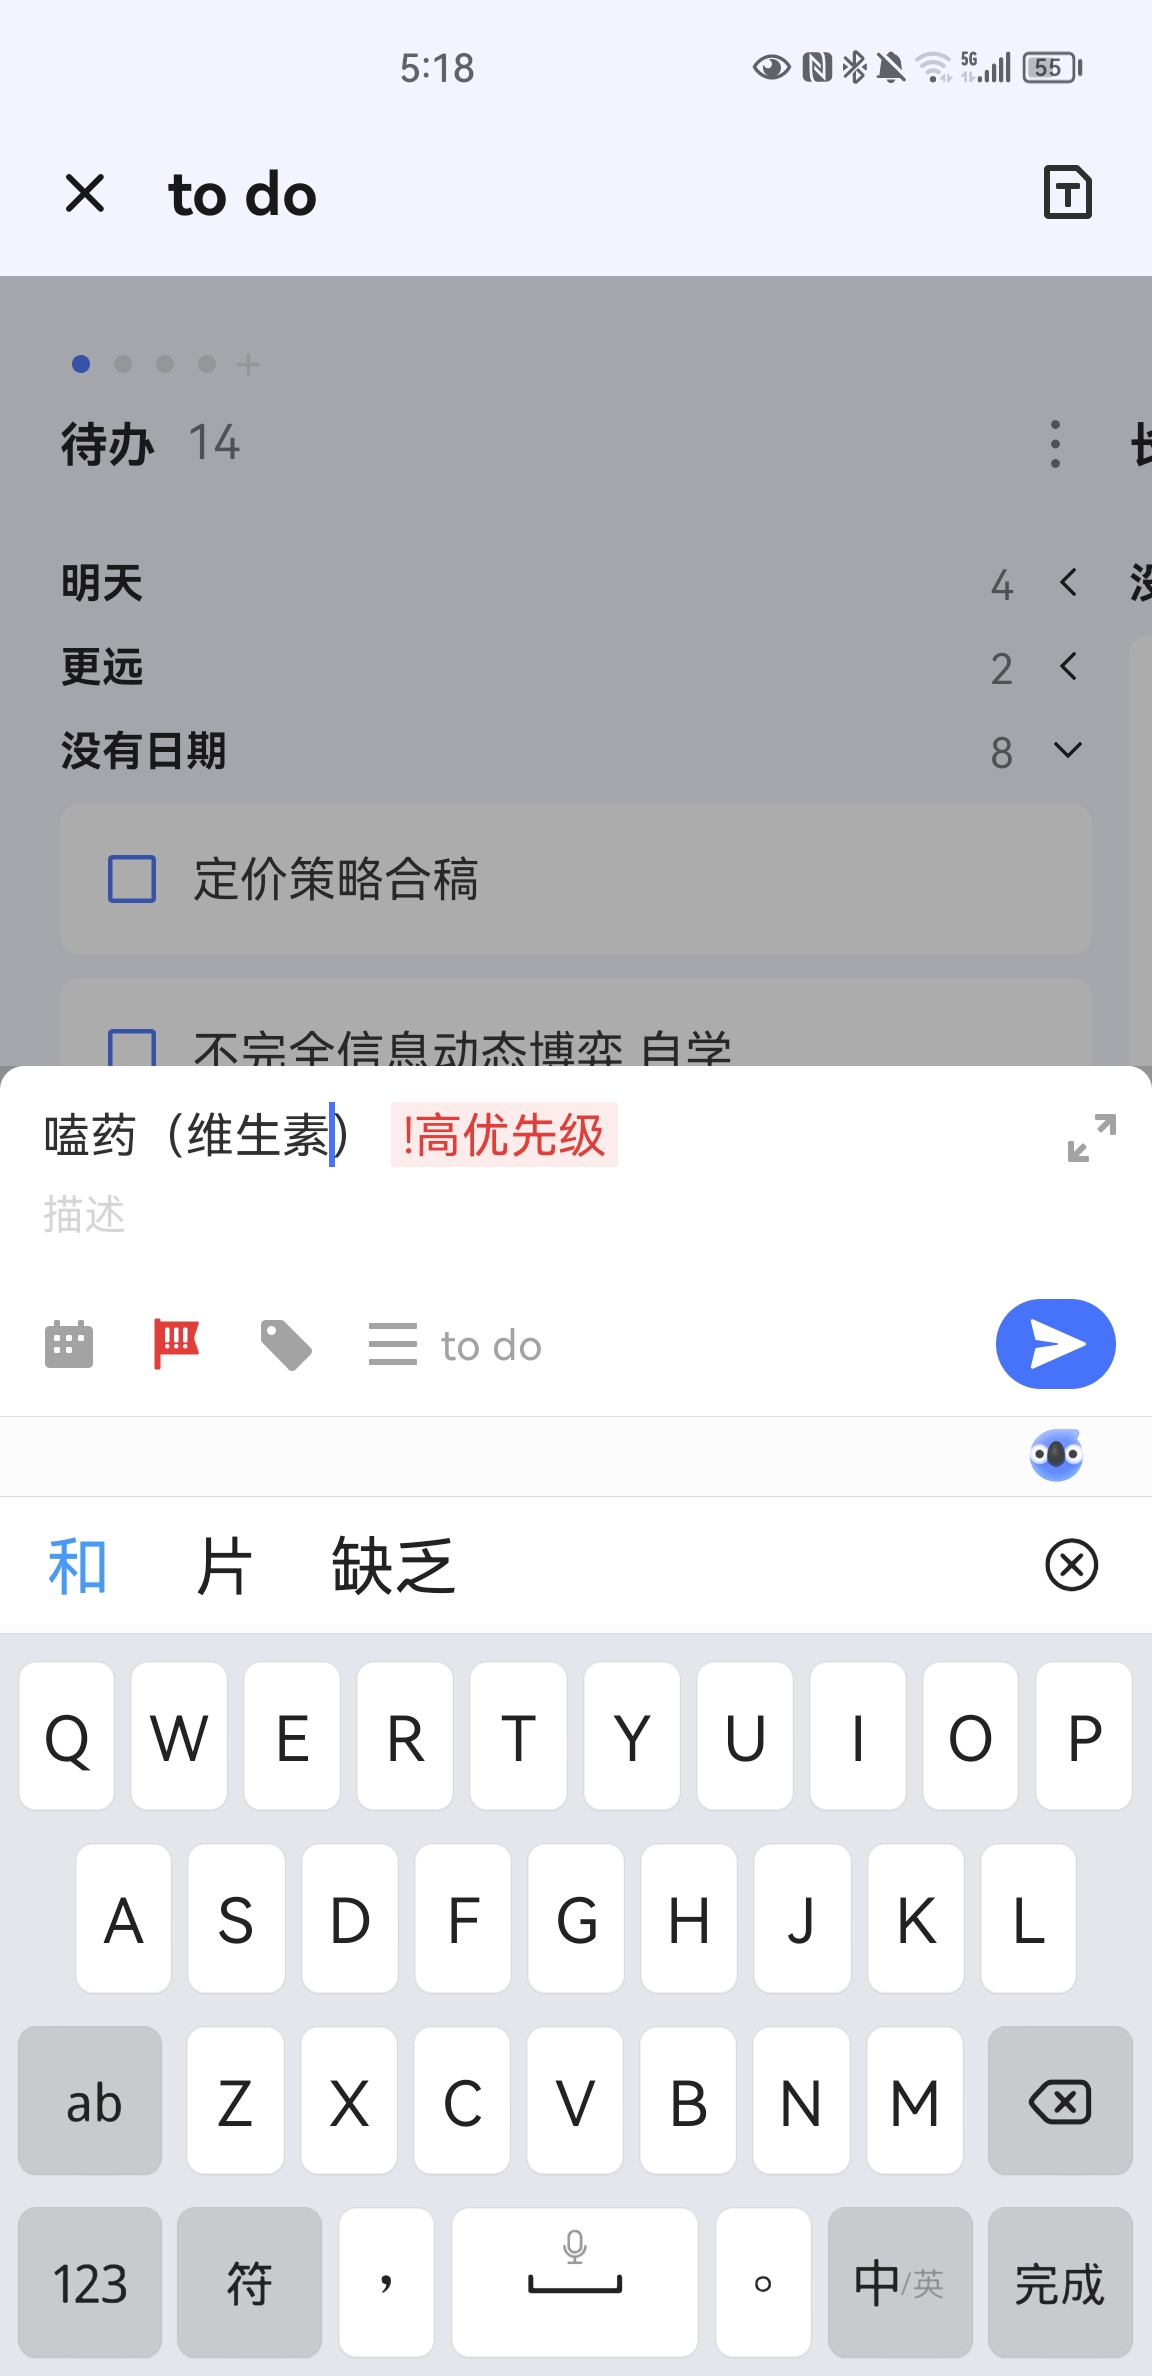 5:18
5G
55
to do
T
待办 14
长
明天 4
没
更远 2
没有日期 8
定价策略合稿
不完全信息动态博弈 自学
嗑药（维生素） !高优先级
描述
to do
和 片 缺乏
Q W E R T Y U I O P
A S D F G H J K L
ab Z X C V B N M
123 符 ， 。 中/英 完成